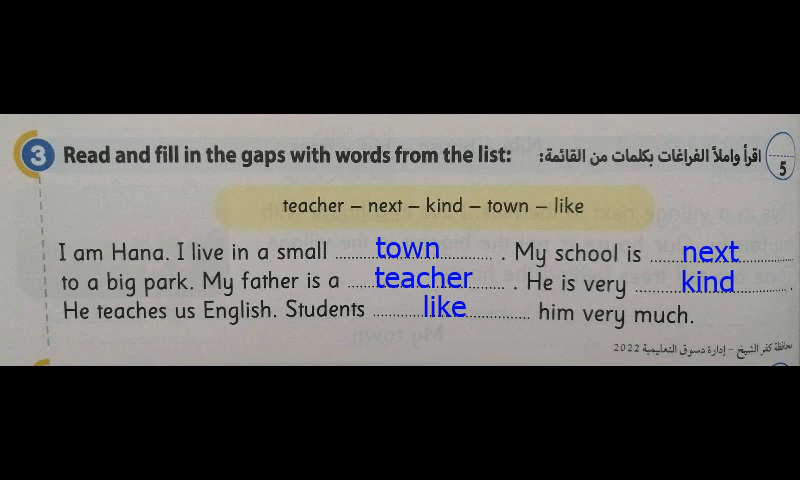 3 Read and fill in the gaps with words from the list: اقرأ واملأ الفراغات بكلمات من القائمة: 5
teacher – next – kind – town – like
I am Hana. I live in a small town. My school is next
to a big park. My father is a teacher. He is very kind.
He teaches us English. Students like him very much.
محافظة كفر الشيخ – إدارة دسوق التعليمية 2022
My town